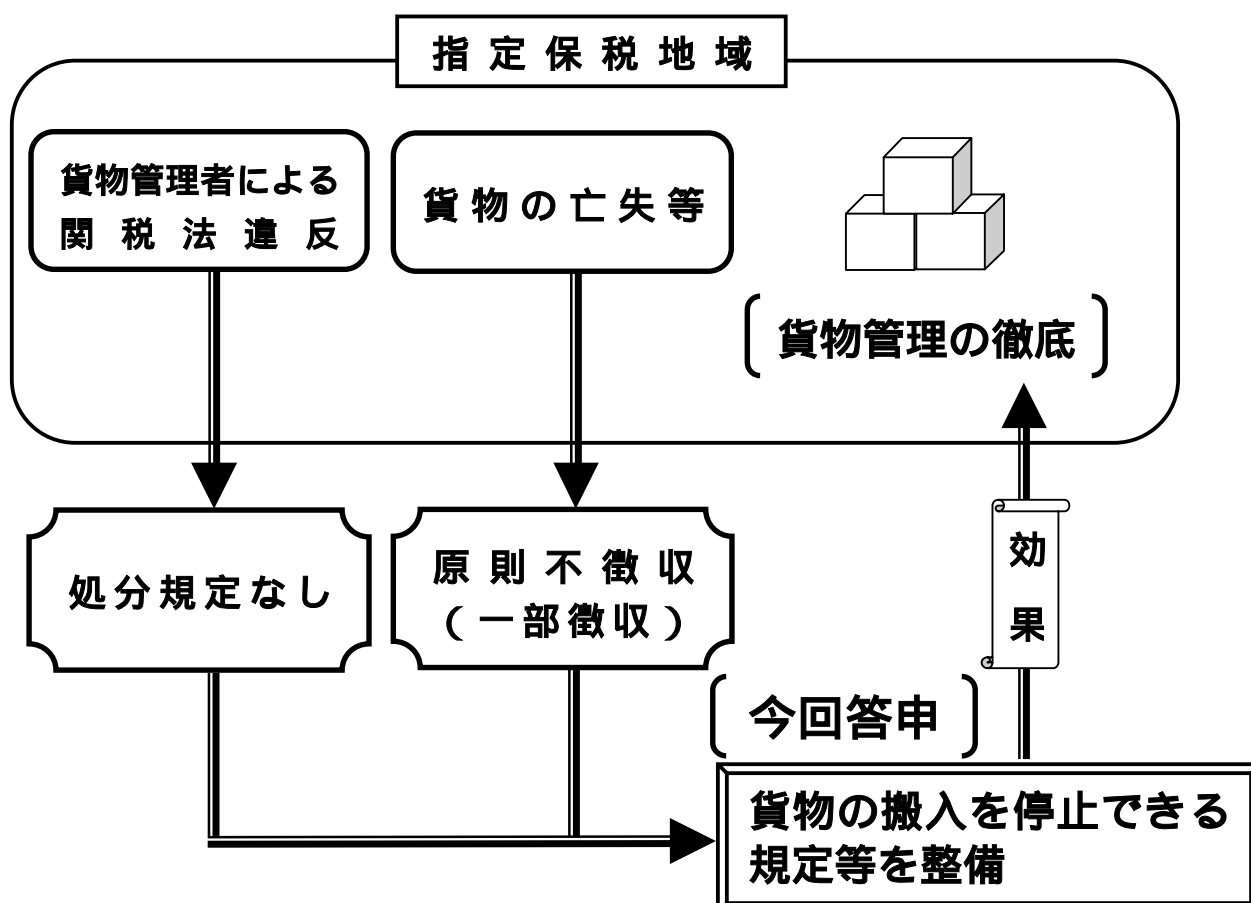 指定保税地域
貨物管理者による
関税法違反
貨物の亡失等
貨物管理の徹底
処分規定なし
原則不徴収
(一部徴収)
効果
今回答申
貨物の搬入を停止できる
規定等を整備